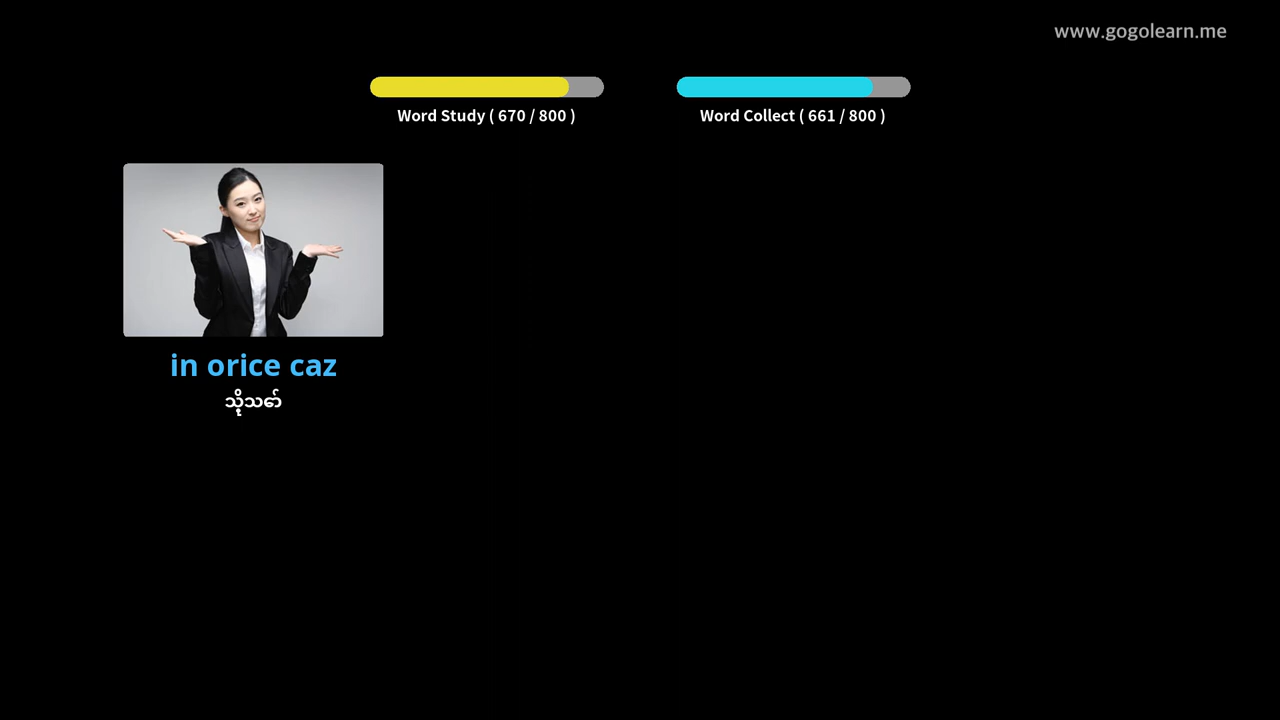 www.gogolearn.me
Word Study ( 670 / 800 )
Word Collect ( 661 / 800 )
in orice caz
သို့သော်